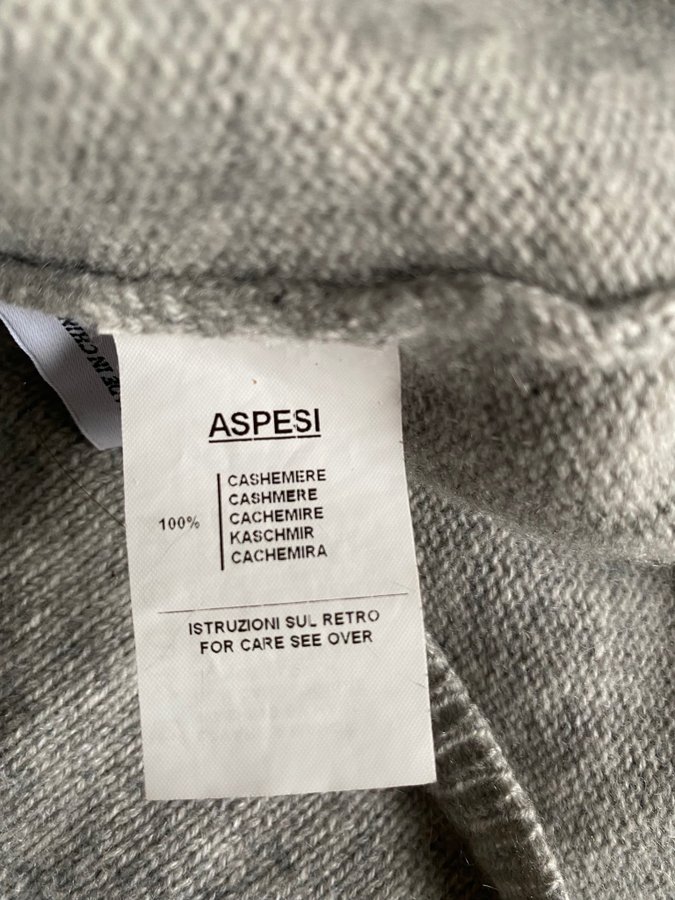 ASPESI
100%
CASHEMERE
CASHMERE
CACHEMIRE
KASCHMIR
CACHEMIRA
ISTRUZIONI SUL RETRO
FOR CARE SEE OVER